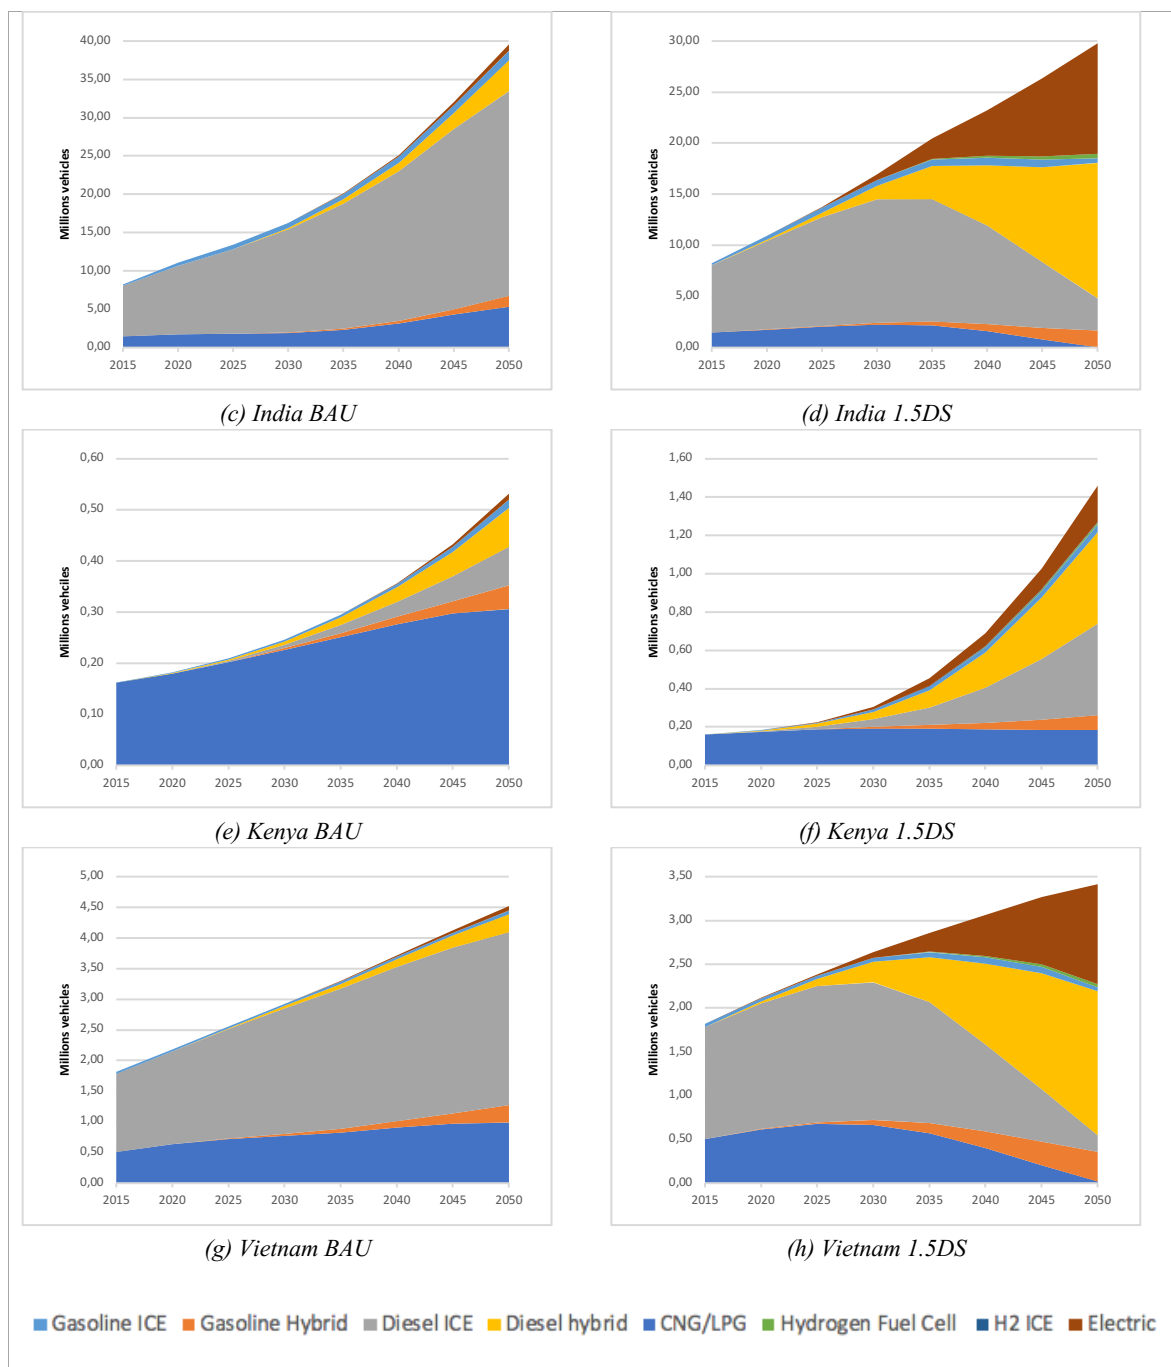 40,00
35,00
30,00
25,00
20,00
15,00
10,00
5,00
0,00
Millions vehicles
2015 2020 2025 2030 2035 2040 2045 2050
(c) India BAU
30,00
25,00
20,00
15,00
10,00
5,00
0,00
Millions vehicles
2015 2020 2025 2030 2035 2040 2045 2050
(d) India 1.5DS
0,60
0,50
0,40
0,30
0,20
0,10
0,00
Millions vehciles
2015 2020 2025 2030 2035 2040 2045 2050
(e) Kenya BAU
1,60
1,40
1,20
1,00
0,80
0,60
0,40
0,20
0,00
Millions vehicles
2015 2020 2025 2030 2035 2040 2045 2050
(f) Kenya 1.5DS
5,00
4,50
4,00
3,50
3,00
2,50
2,00
1,50
1,00
0,50
0,00
Millions vehicles
2015 2020 2025 2030 2035 2040 2045 2050
(g) Vietnam BAU
3,50
3,00
2,50
2,00
1,50
1,00
0,50
0,00
Millions vehicles
2015 2020 2025 2030 2035 2040 2045 2050
(h) Vietnam 1.5DS
Gasoline ICE Gasoline Hybrid Diesel ICE Diesel hybrid CNG/LPG Hydrogen Fuel Cell H2 ICE Electric